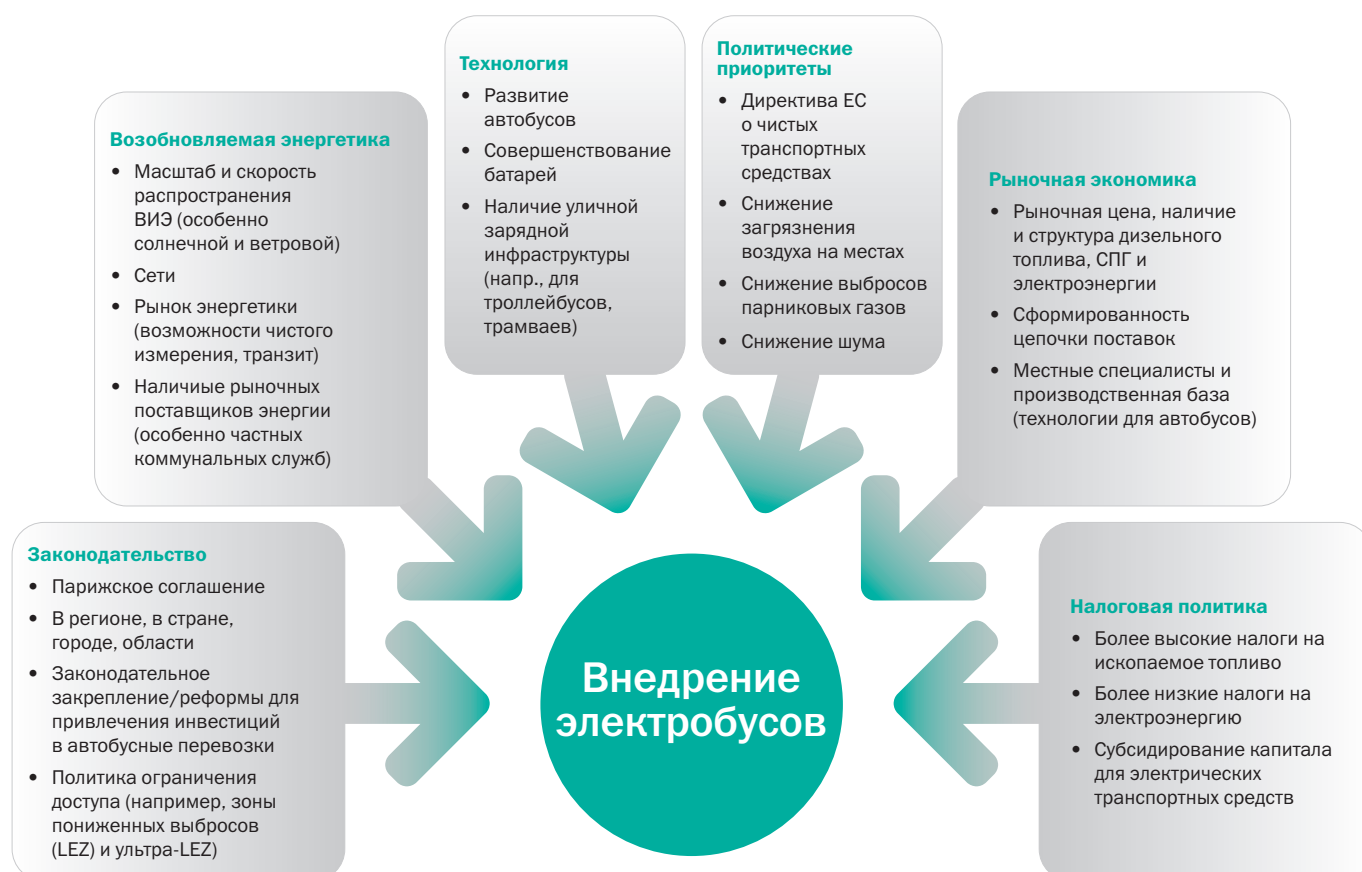 Технология
• Развитие
автобусов
• Совершенствование
батарей
• Наличие уличной
зарядной
инфраструктуры
(напр., для
троллейбусов,
трамваев)
Политические
приоритеты
• Директива ЕС
о чистых
транспортных
средствах
• Снижение
загрязнения
воздуха на местах
• Снижение выбросов
парниковых газов
• Снижение шума
Возобновляемая энергетика
• Масштаб и скорость
распространения
ВИЭ (особенно
солнечной и ветровой)
• Сети
• Рынок энергетики
(возможности чистого
измерения, транзит)
• Наличиые рыночных
поставщиков энергии
(особенно частных
коммунальных служб)
Рыночная экономика
• Рыночная цена, наличие
и структура дизельного
топлива, СПГ и
электроэнергии
• Сформированность
цепочки поставок
• Местные специалисты и
производственная база
(технологии для автобусов)
Законодательство
• Парижское соглашение
• В регионе, в стране,
городе, области
• Законодательное
закрепление/реформы для
привлечения инвестиций
в автобусные перевозки
• Политика ограничения
доступа (например, зоны
пониженных выбросов
(LEZ) и ультра-LEZ)
Внедрение
электробусов
Налоговая политика
• Более высокие налоги на
ископаемое топливо
• Более низкие налоги на
электроэнергию
• Субсидирование капитала
для электрических
транспортных средств